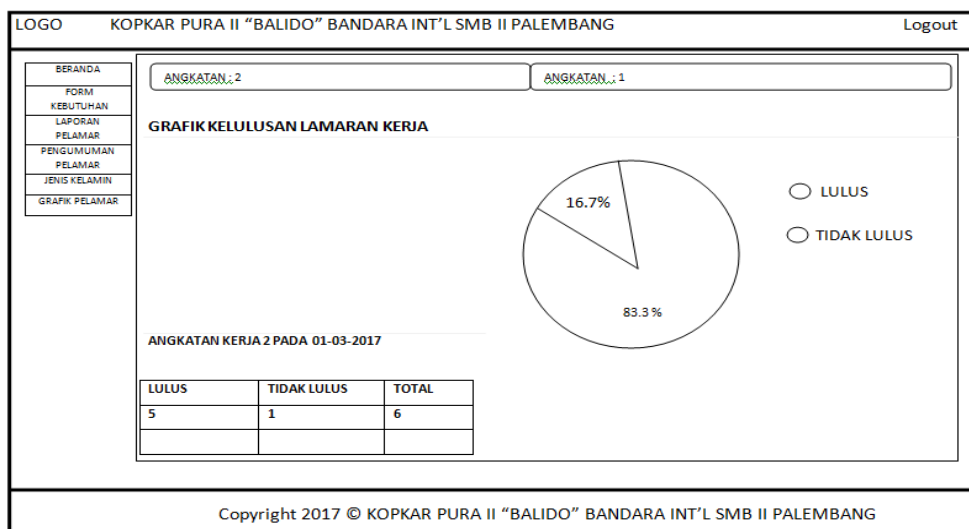 LOGO KOPKAR PURA II “BALIDO” BANDARA INT’L SMB II PALEMBANG Logout
BERANDA
FORM
KEBUTUHAN
LAPORAN
PELAMAR
PENGUMUMAN
PELAMAR
JENIS KELAMIN
GRAFIK PELAMAR
ANGKATAN : 2 ANGKATAN : 1
GRAFIK KELULUSAN LAMARAN KERJA
16.7%
83.3 %
LULUS
TIDAK LULUS
ANGKATAN KERJA 2 PADA 01-03-2017
LULUS TIDAK LULUS TOTAL
5 1 6
Copyright 2017 © KOPKAR PURA II “BALIDO” BANDARA INT’L SMB II PALEMBANG